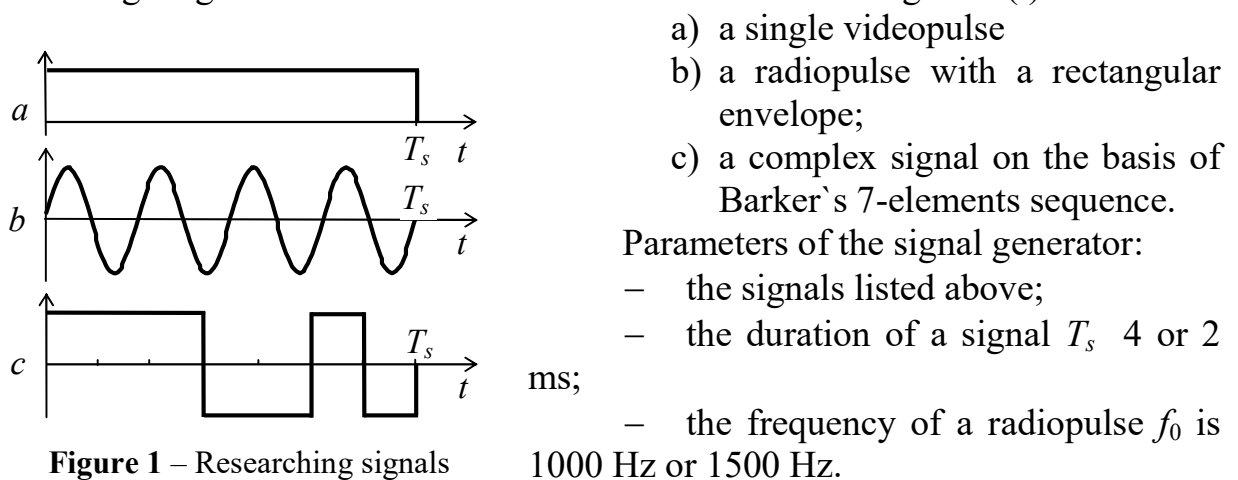 a) a single videopulse
b) a radiopulse with a rectangular
envelope;
c) a complex signal on the basis of
Barker`s 7-elements sequence.
Parameters of the signal generator:
– the signals listed above;
– the duration of a signal Ts 4 or 2
ms;
– the frequency of a radiopulse f0 is
1000 Hz or 1500 Hz.
a
Ts t
b
Ts
t
c
Ts
t
Figure 1 – Researching signals